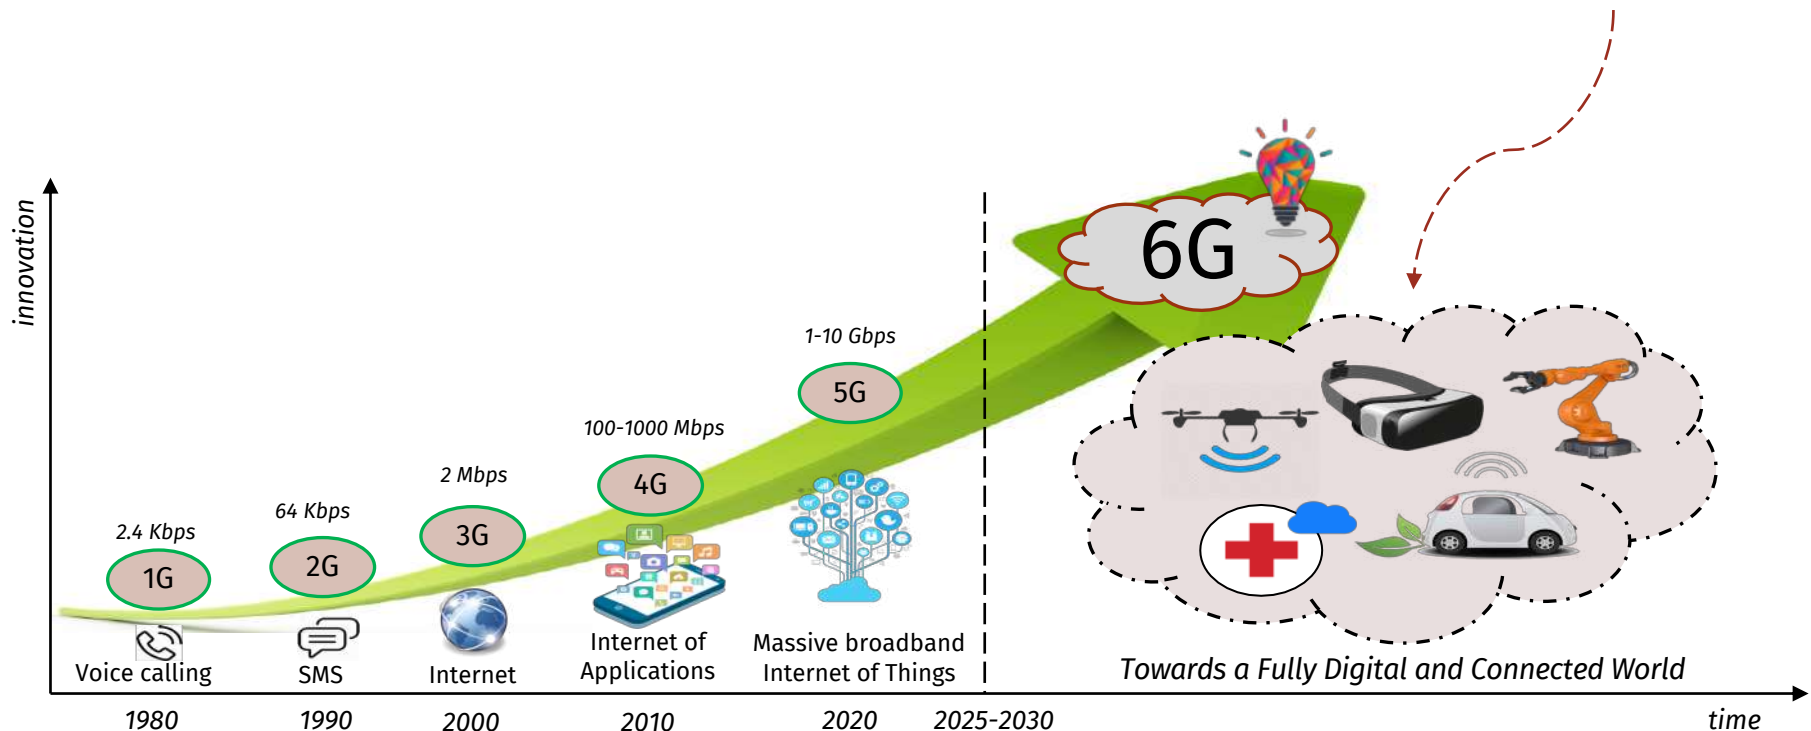 innovation
6G
1-10 Gbps
5G
100-1000 Mbps
4G
2 Mbps
3G
64 Kbps
2G
2.4 Kbps
1G
Voice calling
SMS
Internet
Internet of
Applications
Massive broadband
Internet of Things
Towards a Fully Digital and Connected World
1980
1990
2000
2010
2020
2025-2030
time